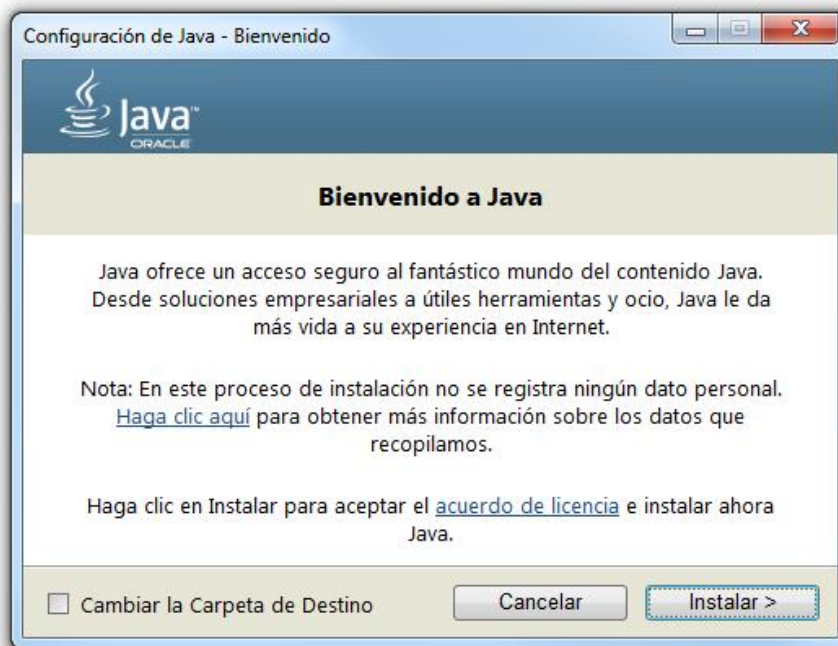 Configuración de Java - Bienvenido
Java™
ORACLE
Bienvenido a Java
Java ofrece un acceso seguro al fantástico mundo del contenido Java.
Desde soluciones empresariales a útiles herramientas y ocio, Java le da
más vida a su experiencia en Internet.
Nota: En este proceso de instalación no se registra ningún dato personal.
Haga clic aquí para obtener más información sobre los datos que
recopilamos.
Haga clic en Instalar para aceptar el acuerdo de licencia e instalar ahora
Java.
Cambiar la Carpeta de Destino
Cancelar
Instalar >